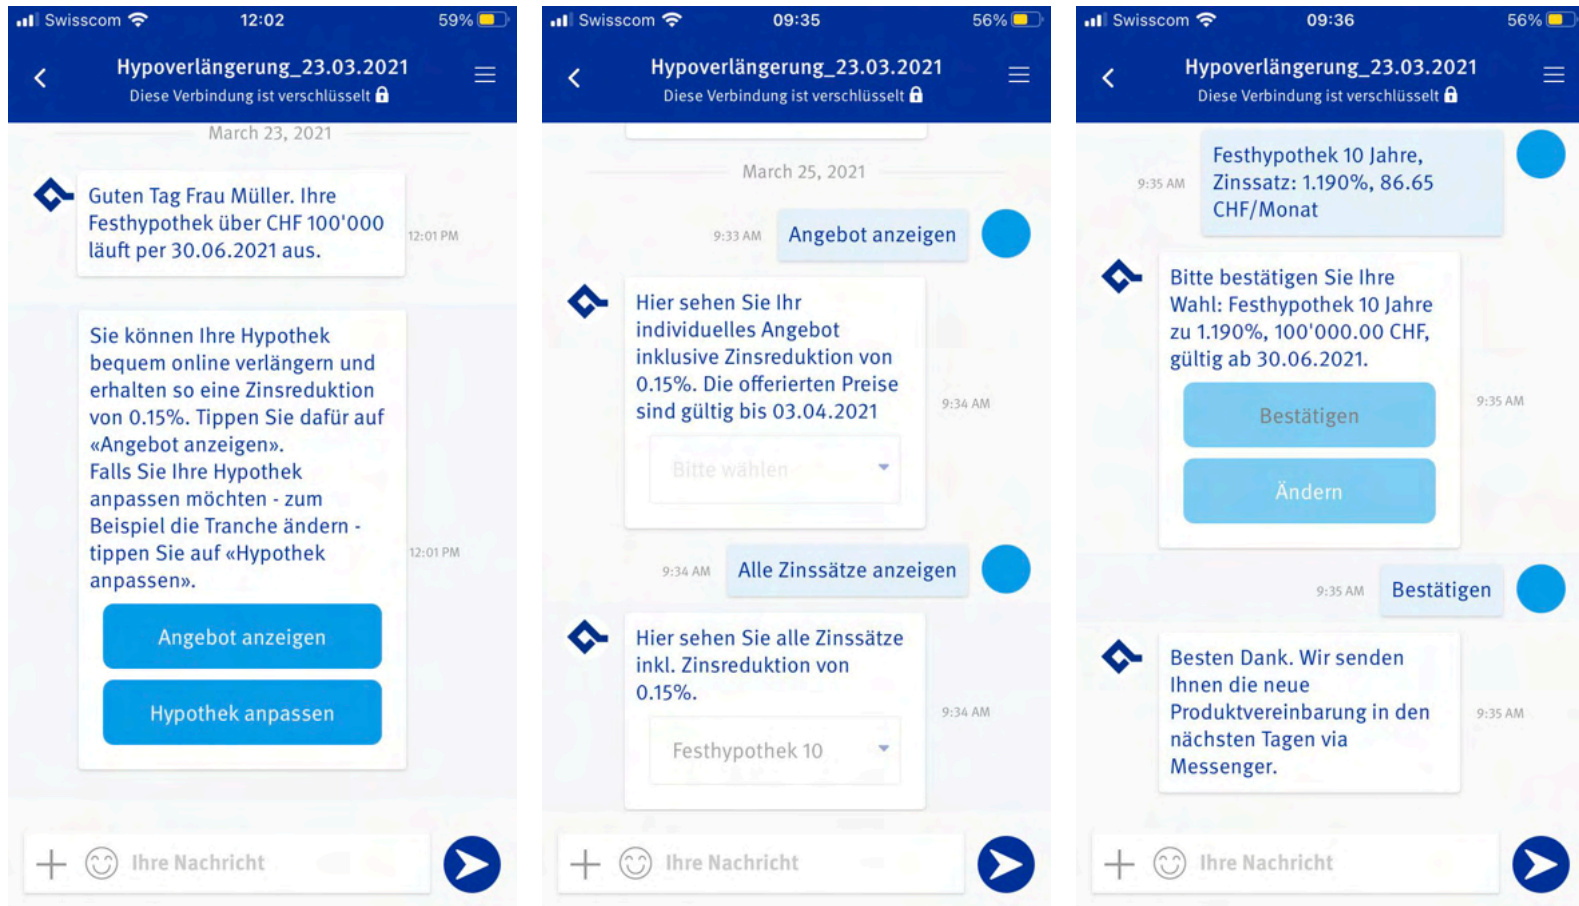 Swisscom 12:02 59%
Hypoverlängerung_23.03.2021
Diese Verbindung ist verschlüsselt
March 23, 2021
Guten Tag Frau Müller. Ihre
Festhypothek über CHF 100'000
läuft per 30.06.2021 aus.
12:01 PM
Sie können Ihre Hypothek
bequem online verlängern und
erhalten so eine Zinsreduktion
von 0.15%. Tippen Sie dafür auf
«Angebot anzeigen».
Falls Sie Ihre Hypothek
anpassen möchten - zum
Beispiel die Tranche ändern -
tippen Sie auf «Hypothek
anpassen».
12:01 PM
Angebot anzeigen
Hypothek anpassen
Ihre Nachricht
Swisscom 09:35 56%
Hypoverlängerung_23.03.2021
Diese Verbindung ist verschlüsselt
March 25, 2021
9:33 AM Angebot anzeigen
Hier sehen Sie Ihr
individuelles Angebot
inklusive Zinsreduktion von
0.15%. Die offerierten Preise
sind gültig bis 03.04.2021
9:34 AM
Bitte wählen
9:34 AM Alle Zinssätze anzeigen
Hier sehen Sie alle Zinssätze
inkl. Zinsreduktion von
0.15%.
9:34 AM
Festhypothek 10
Ihre Nachricht
Swisscom 09:36 56%
Hypoverlängerung_23.03.2021
Diese Verbindung ist verschlüsselt
Festhypothek 10 Jahre,
9:35 AM Zinssatz: 1.190%, 86.65
CHF/Monat
Bitte bestätigen Sie Ihre
Wahl: Festhypothek 10 Jahre
zu 1.190%, 100'000.00 CHF,
gültig ab 30.06.2021.
9:35 AM
Bestätigen
Ändern
9:35 AM Bestätigen
Besten Dank. Wir senden
Ihnen die neue
Produktvereinbarung in den
nächsten Tagen via
Messenger.
9:35 AM
Ihre Nachricht